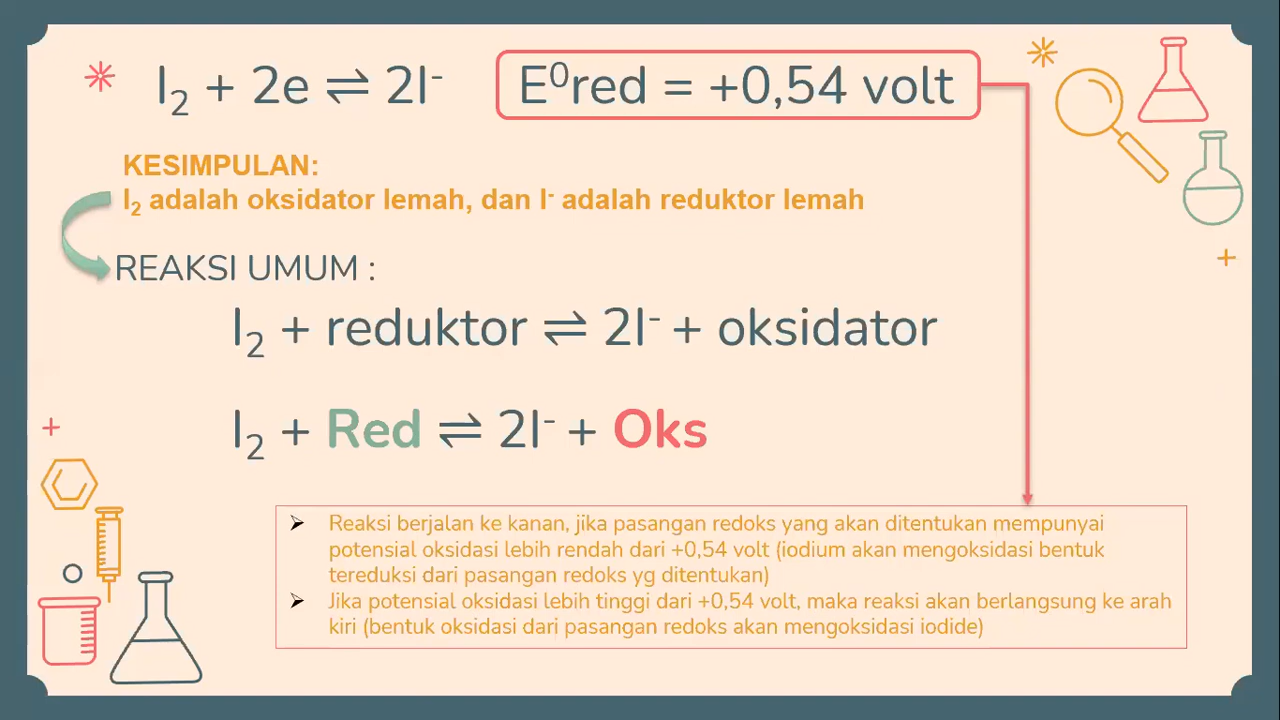 I₂ + 2e ⇌ 2I⁻ E⁰red = +0,54 volt
KESIMPULAN:
I₂ adalah oksidator lemah, dan I⁻ adalah reduktor lemah
REAKSI UMUM :
I₂ + reduktor ⇌ 2I⁻ + oksidator
I₂ + Red ⇌ 2I⁻ + Oks
➢ Reaksi berjalan ke kanan, jika pasangan redoks yang akan ditentukan mempunyai
potensial oksidasi lebih rendah dari +0,54 volt (iodium akan mengoksidasi bentuk
tereduksi dari pasangan redoks yg ditentukan)
➢ Jika potensial oksidasi lebih tinggi dari +0,54 volt, maka reaksi akan berlangsung ke arah
kiri (bentuk oksidasi dari pasangan redoks akan mengoksidasi iodide)